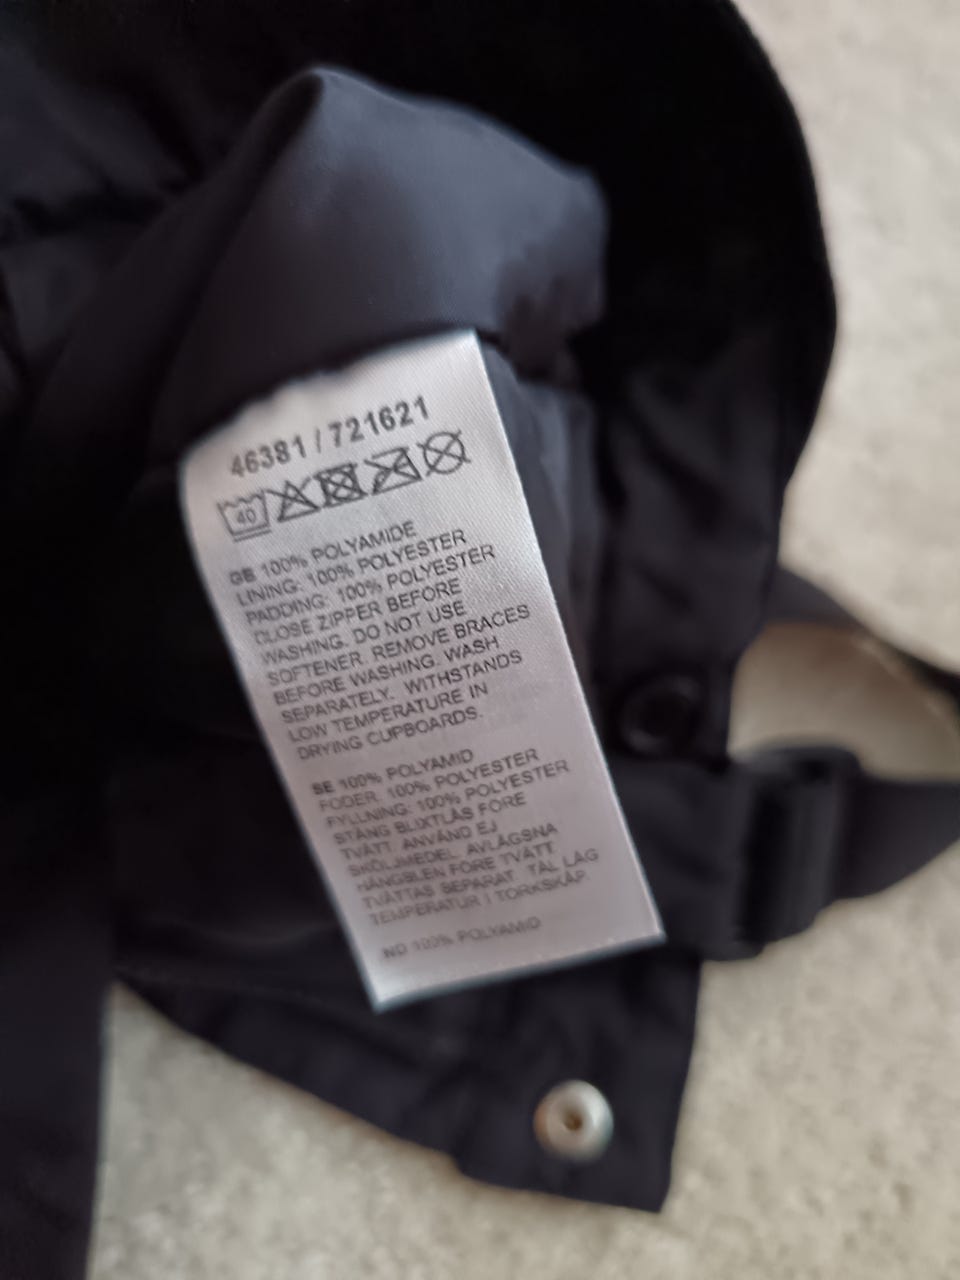 46381 / 721621
40
GB 100% POLYAMIDE
LINING: 100% POLYESTER
PADDING: 100% POLYESTER
CLOSE ZIPPER BEFORE
WASHING. DO NOT USE
SOFTENER. REMOVE BRACES
BEFORE WASHING. WASH
SEPARATELY. WITHSTANDS
LOW TEMPERATURE IN
DRYING CUPBOARDS.
SE 100% POLYAMID
FODER: 100% POLYESTER
FYLLNING: 100% POLYESTER
STÄNG BLIXTLÅS FÖRE
TVÄTT. ANVÄND EJ
SKÖLJMEDEL. AVLÄGSNA
HÄNGSLEN FÖRE TVÄTT.
TVÄTTAS SEPARAT. TÅL LÅG
TEMPERATUR I TORKSKÅP.
NO 100% POLYAMID